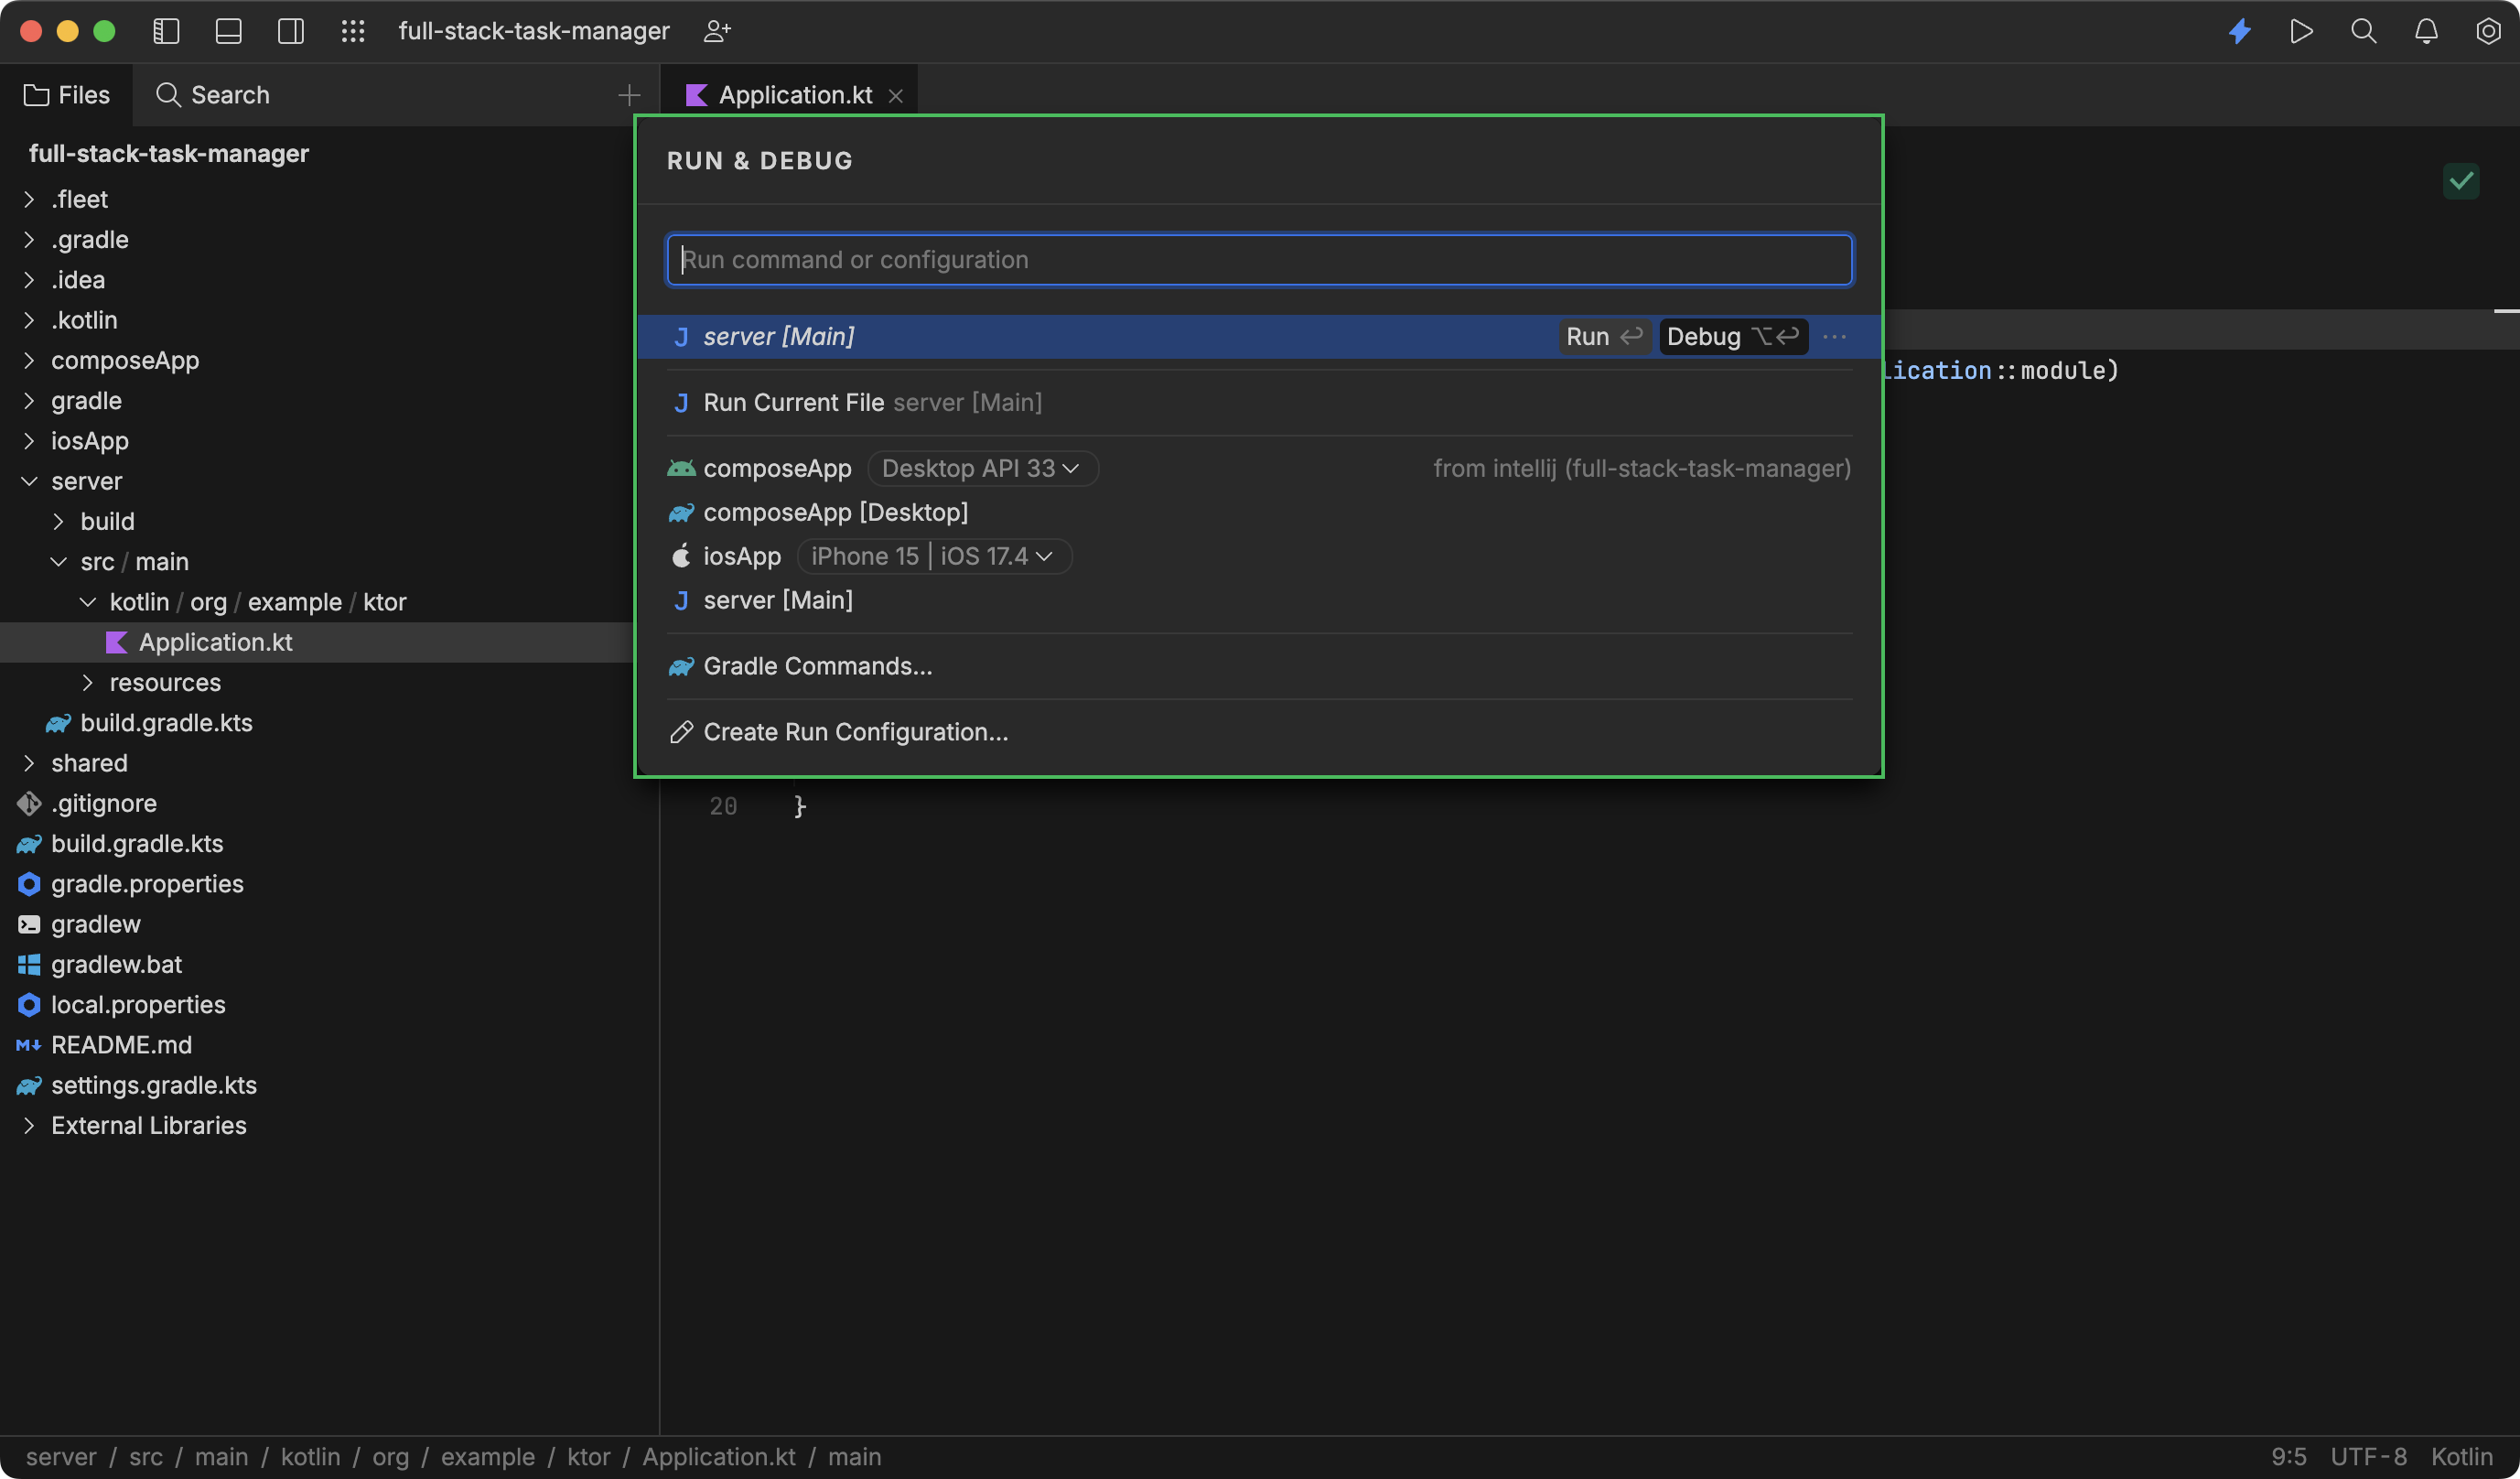 full-stack-task-manager
Files
Search
Application.kt
full-stack-task-manager
.fleet
.gradle
.idea
.kotlin
composeApp
gradle
iosApp
server
build
src / main
kotlin / org / example / ktor
Application.kt
resources
build.gradle.kts
shared
.gitignore
build.gradle.kts
gradle.properties
gradlew
gradlew.bat
local.properties
README.md
settings.gradle.kts
External Libraries
RUN & DEBUG
Run command or configuration
server [Main] Run ↩ Debug ⌥↩ ···
Run Current File server [Main]
composeApp Desktop API 33 from intellij (full-stack-task-manager)
composeApp [Desktop]
iosApp iPhone 15 | iOS 17.4
server [Main]
Gradle Commands...
Create Run Configuration...
lication::module)
20 }
server / src / main / kotlin / org / example / ktor / Application.kt / main
9:5 UTF-8 Kotlin